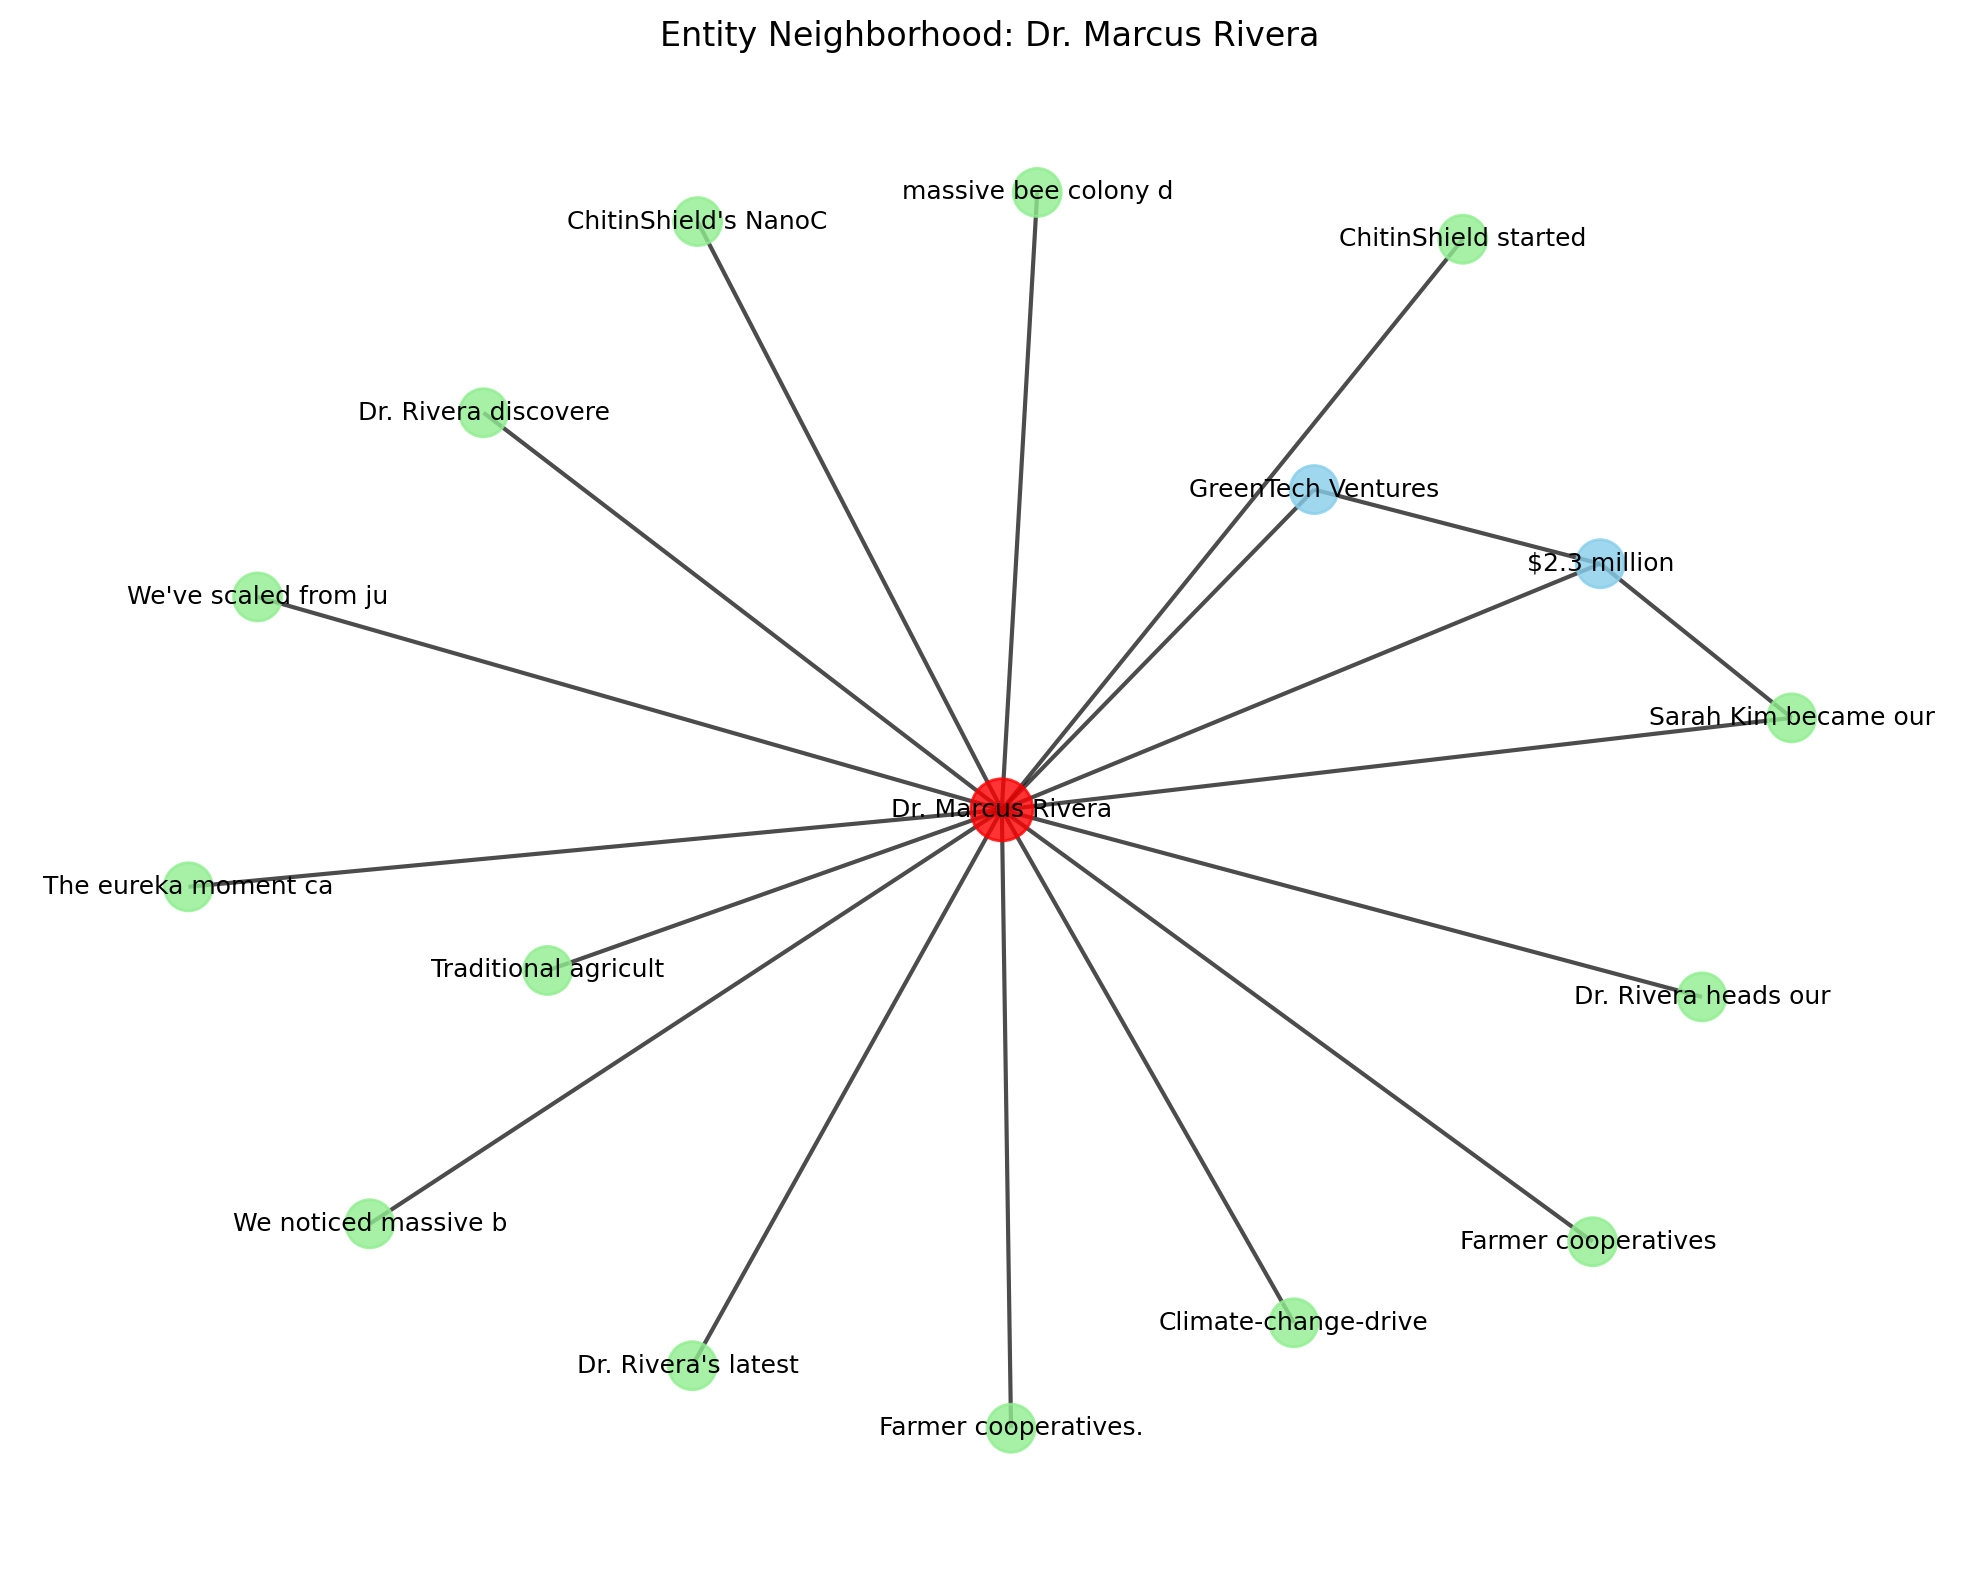 Entity Neighborhood: Dr. Marcus Rivera
massive bee colony d
ChitinShield's NanoC
ChitinShield started
Dr. Rivera discovere
GreenTech Ventures
$2.3 million
We've scaled from ju
Sarah Kim became our
Dr. Marcus Rivera
The eureka moment ca
Traditional agricult
Dr. Rivera heads our
We noticed massive b
Farmer cooperatives
Climate-change-drive
Dr. Rivera's latest
Farmer cooperatives.